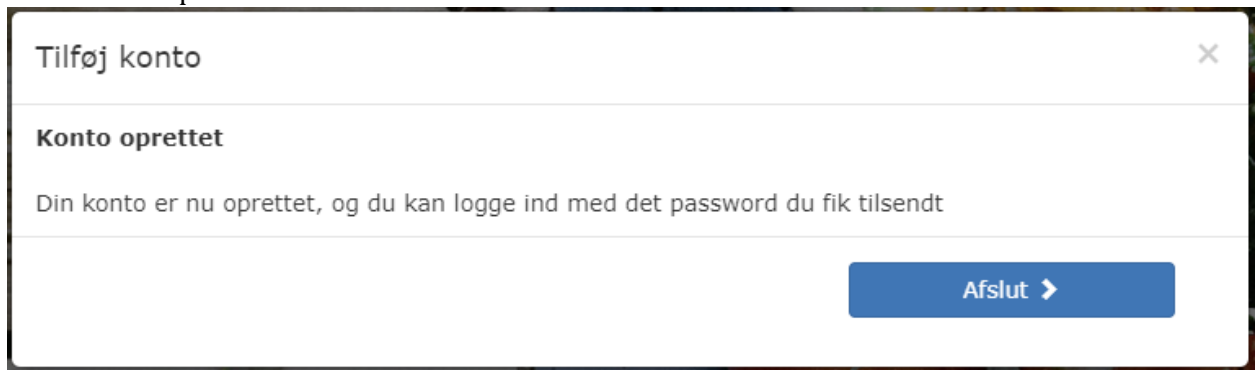 Tilføj konto
Konto oprettet
Din konto er nu oprettet, og du kan logge ind med det password du fik tilsendt
Afslut